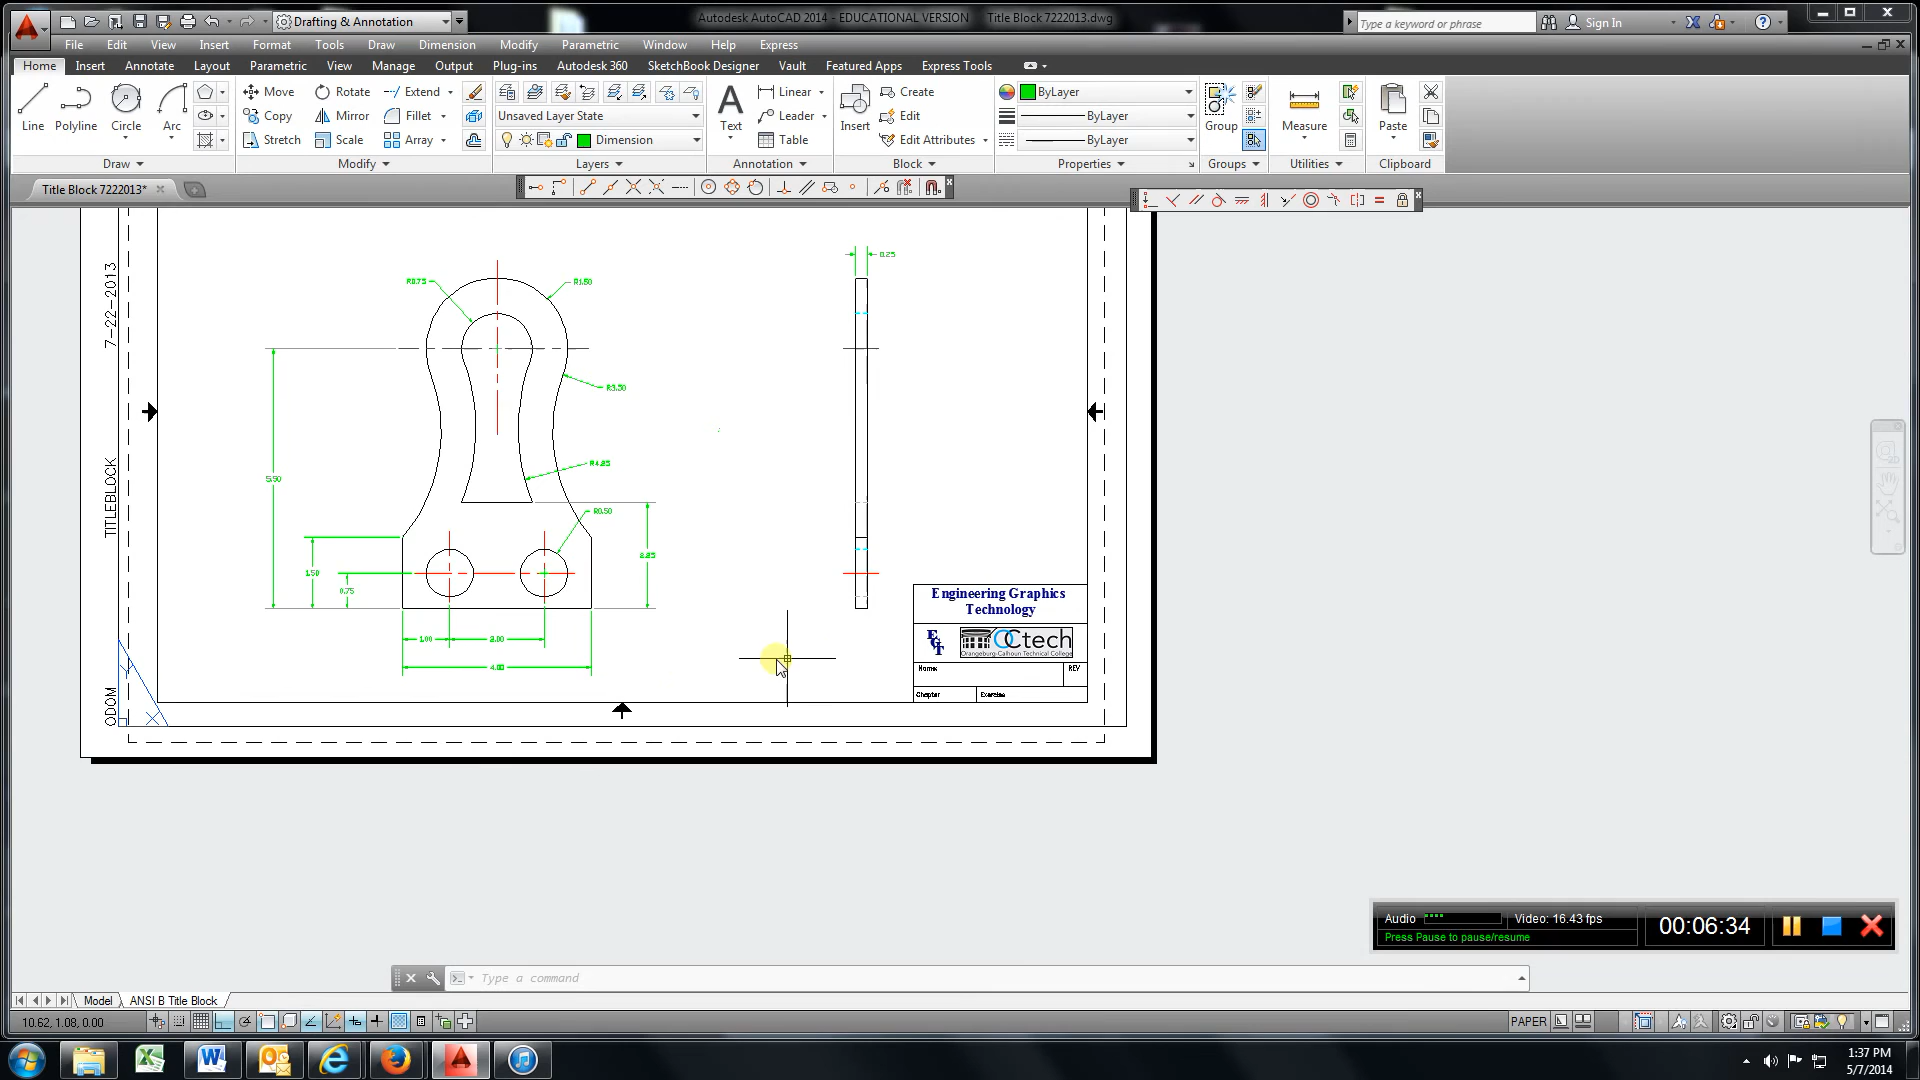 Drafting & Annotation
Autodesk AutoCAD 2014 - EDUCATIONAL VERSION Title Block 7222013.dwg
Type a keyword or phrase
Sign In
File Edit View Insert Format Tools Draw Dimension Modify Parametric Window Help Express
Home Insert Annotate Layout Parametric View Manage Output Plug-ins Autodesk 360 SketchBook Designer Vault Featured Apps Express Tools
Move Rotate Extend Linear Create ByLayer
Copy Mirror Fillet Unsaved Layer State Leader Edit ByLayer
Line Polyline Circle Arc Text Insert Group Measure Paste
Stretch Scale Array Dimension Table Edit Attributes ByLayer
Draw Modify Layers Annotation Block Properties Groups Utilities Clipboard
Title Block 7222013*
7-22-2013
TITLEBLOCK
ODOM
0.25
R0.75
R1.50
R3.50
5.50
R4.25
R0.50
2.25
1.50
0.75
1.00
2.00
4.00
Engineering Graphics
Technology
EGT
OCtech
Orangeburg-Calhoun Technical College
Name:
REV
Chapter
Exercise
Audio
Video: 16.43 fps
Press Pause to pause/resume
00:06:34
Type a command
Model
ANSI B Title Block
10.62, 1.08, 0.00
PAPER
1:37 PM
5/7/2014